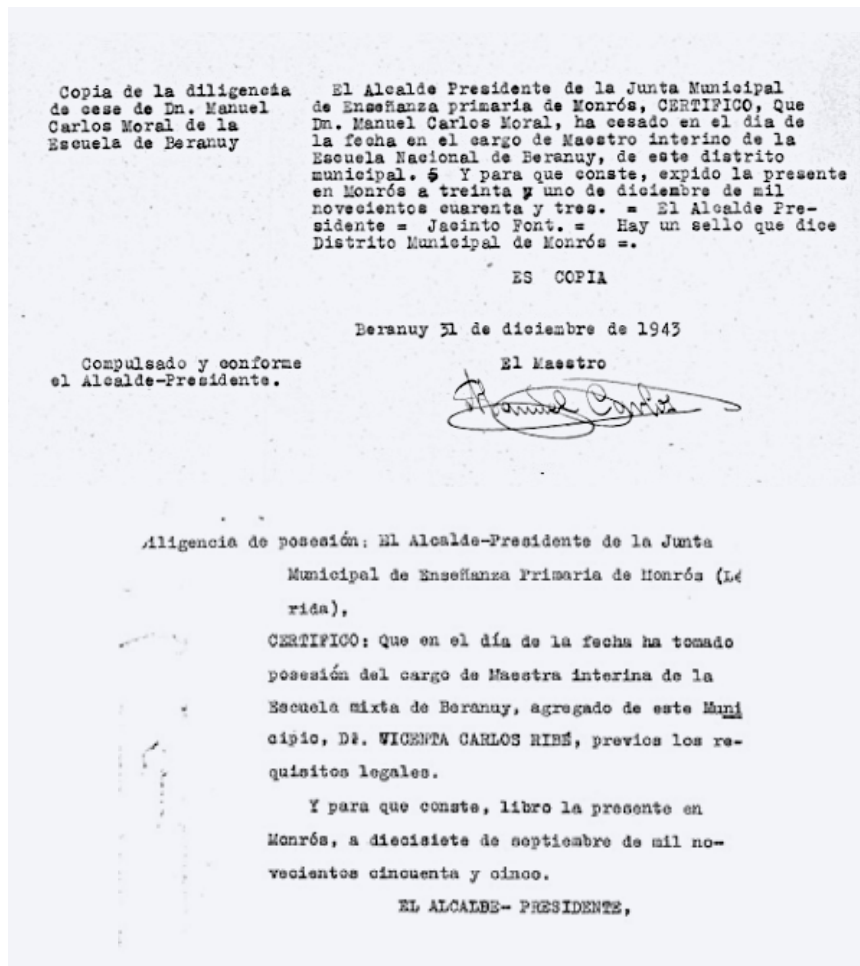 Copia de la diligencia
de cese de Dn. Manuel
Carlos Moral de la
Escuela de Beranuy
El Alcalde Presidente de la Junta Municipal
de Enseñanza primaria de Monrós, CERTIFICO, Que
Dn. Manuel Carlos Moral, ha cesado en el dia de
la fecha en el cargo de Maestro interino de la
Escuela Nacional de Beranuy, de este distrito
municipal. 5 Y para que conste, expido la presente
en Monrós a treinta y uno de diciembre de mil
novecientos cuarenta y tres. = El Alcalde Pre-
sidente = Jacinto Font. = Hay un sello que dice
Distrito Municipal de Monrós =.
ES COPIA
Beranuy 31 de diciembre de 1943
Compulsado y conforme
el Alcalde-Presidente.
El Maestro
Manuel Carlos
iligencia de posesión: El Alcalde-Presidente de la Junta
Municipal de Enseñanza Primaria de Monrós (Lé
rida),
CERTIFICO: Que en el día de la fecha ha tomado
posesión del cargo de Maestra interina de la
Escuela mixta de Beranuy, agregado de este Muni
cipio, Dª. VICENTA CARLOS RIBÉ, previos los re-
quisitos legales.
Y para que conste, libro la presente en
Monrós, a diecisiete de septiembre de mil no-
vecientos cincuenta y cinco.
EL ALCALDE- PRESIDENTE,